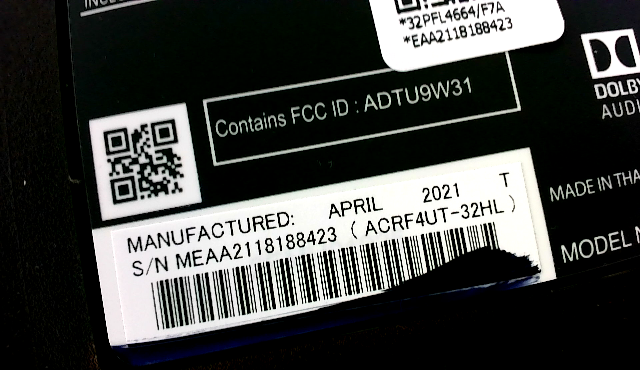 *32PFL4664/F7A
*EAA2118188423
DOLBY
AUDI
Contains FCC ID : ADTU9W31
MADE IN THA
MANUFACTURED: APRIL 2021 T
S/N MEAA2118188423 ( ACRF4UT-32HL )
MODEL N